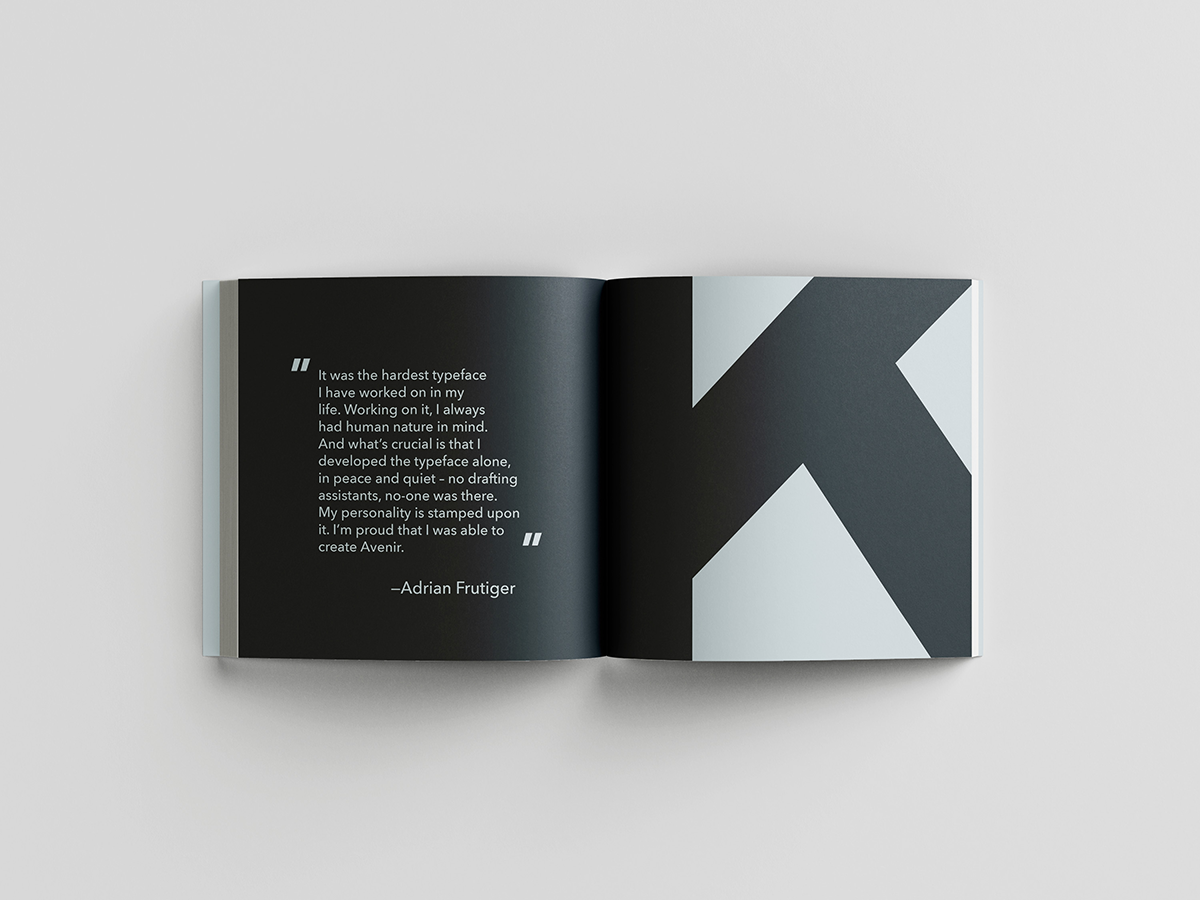 "It was the hardest typeface
I have worked on in my
life. Working on it, I always
had human nature in mind.
And what's crucial is that I
developed the typeface alone,
in peace and quiet – no drafting
assistants, no-one was there.
My personality is stamped upon
it. I'm proud that I was able to
create Avenir."
—Adrian Frutiger
K